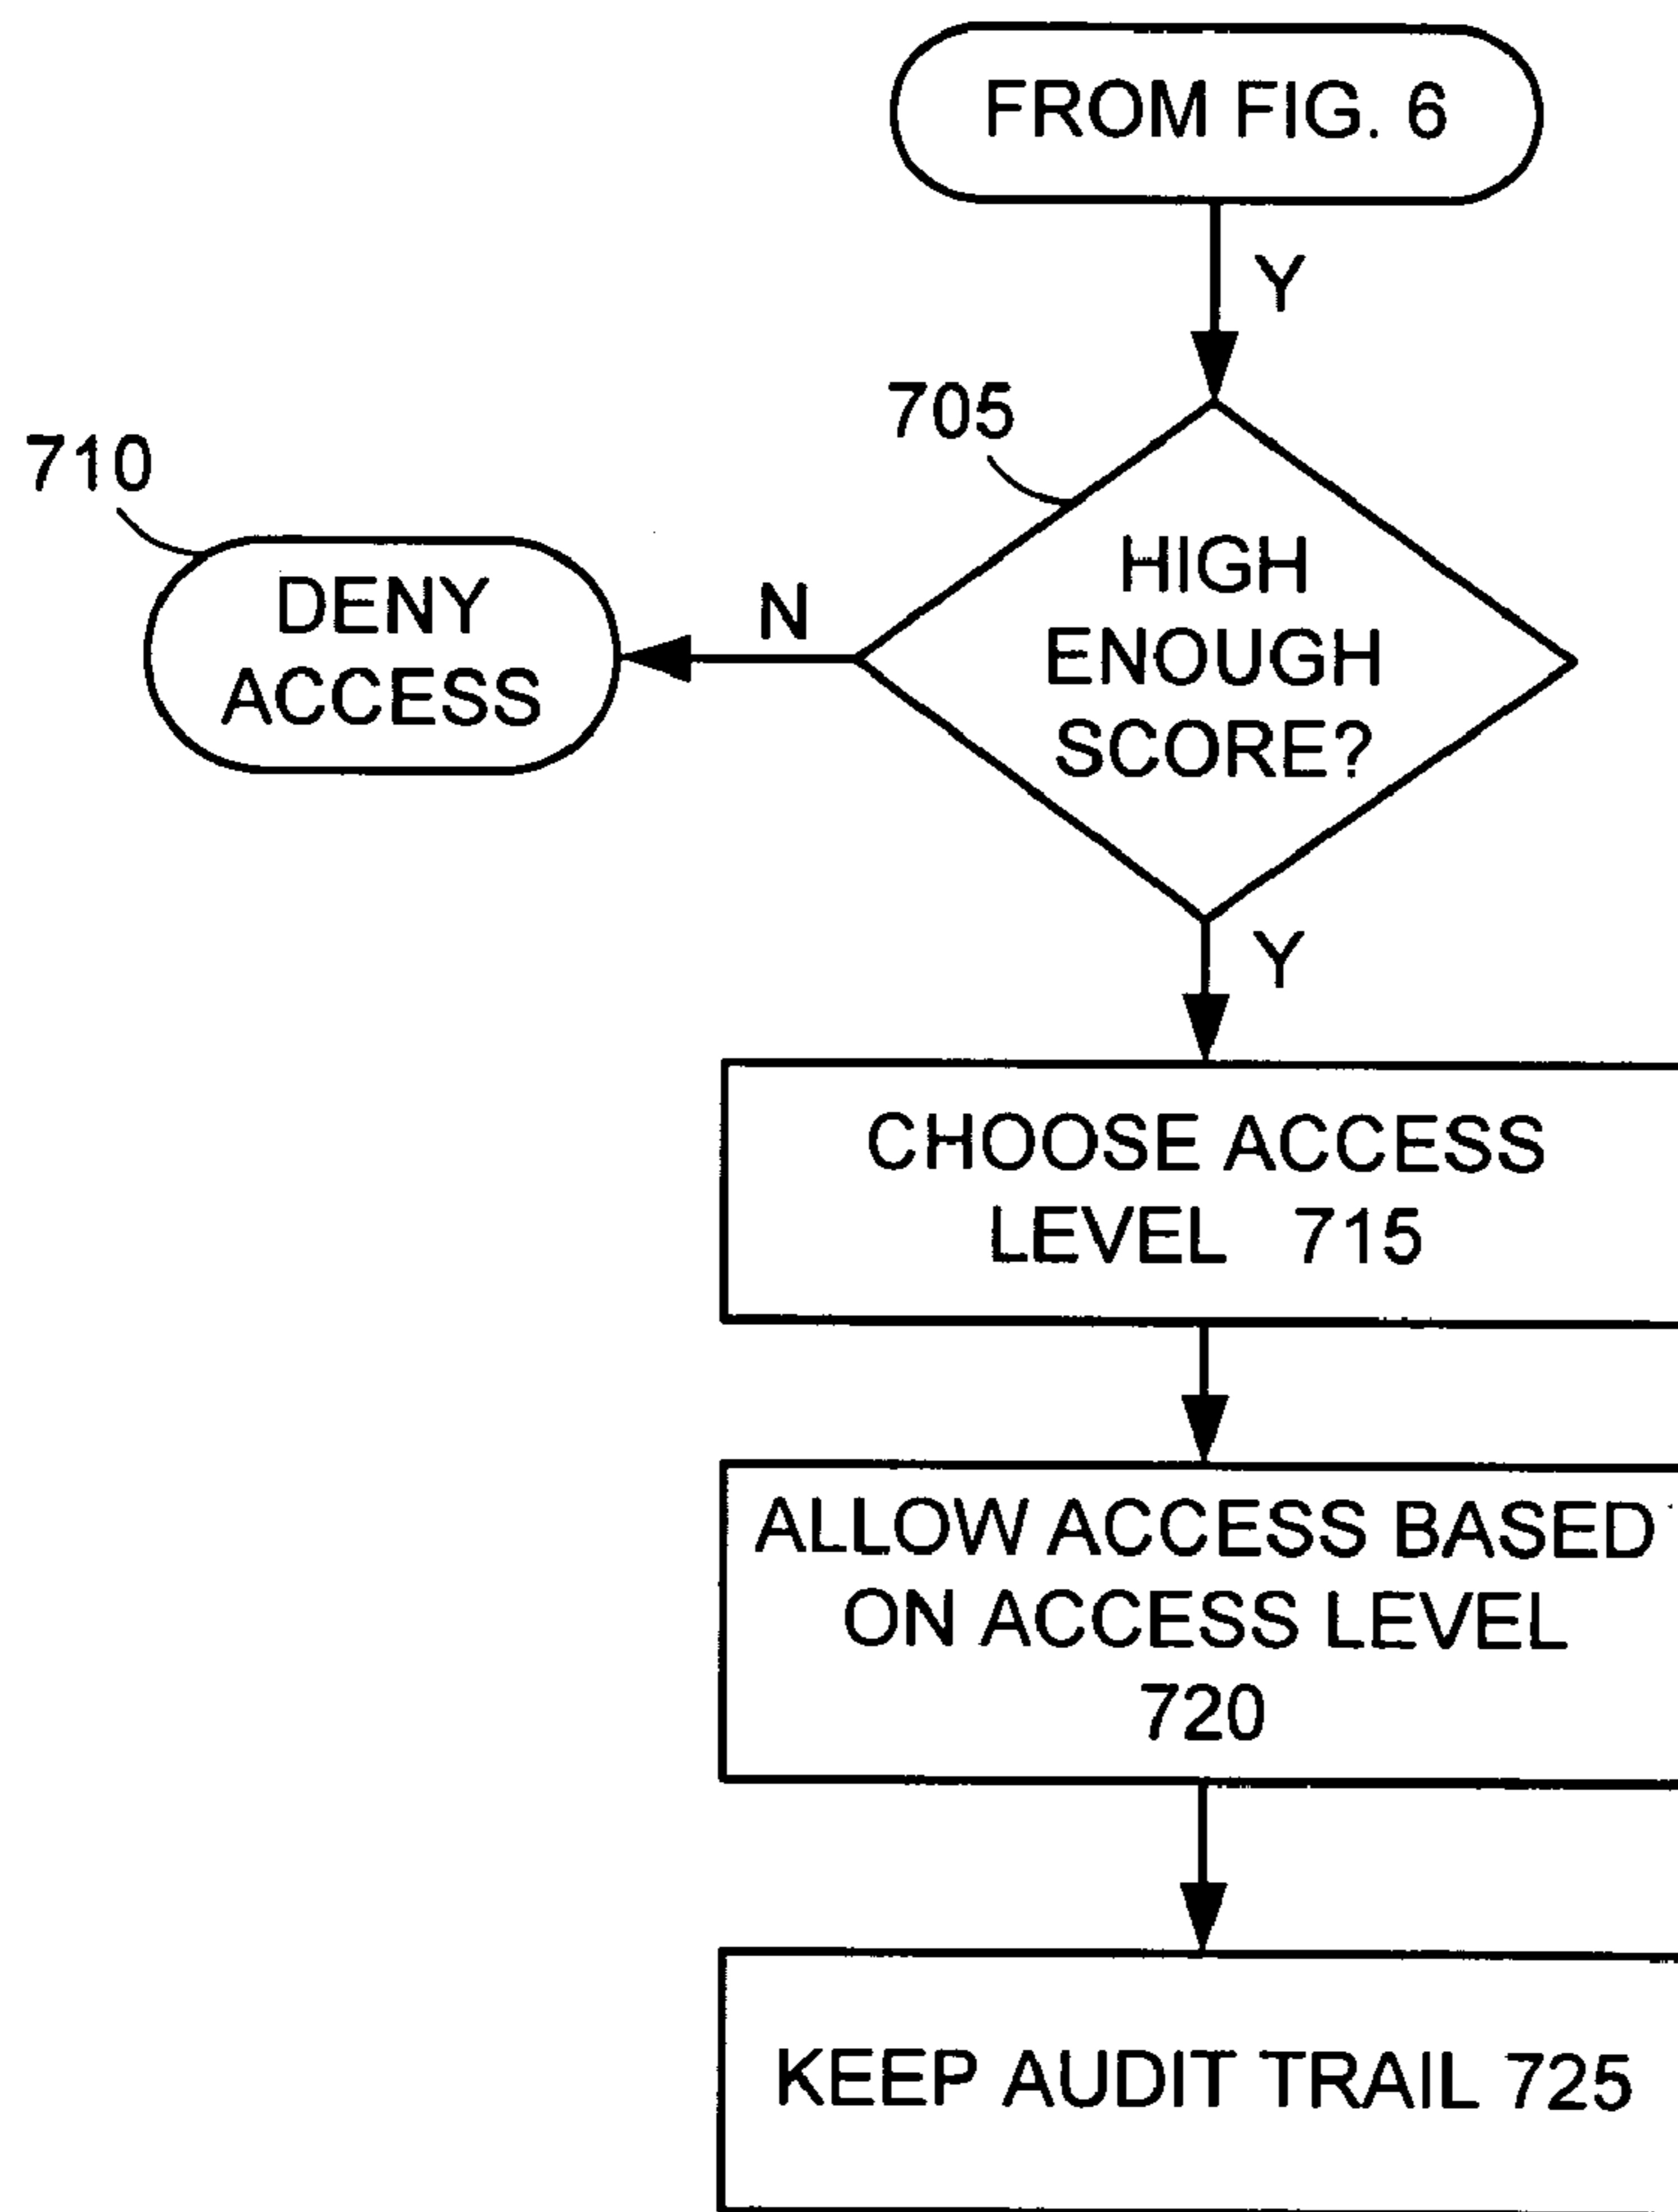 FROM FIG. 6
Y
705
HIGH
ENOUGH
SCORE?
N
710
DENY
ACCESS
Y
CHOOSE ACCESS
LEVEL 715
ALLOW ACCESS BASED
ON ACCESS LEVEL
720
KEEP AUDIT TRAIL 725